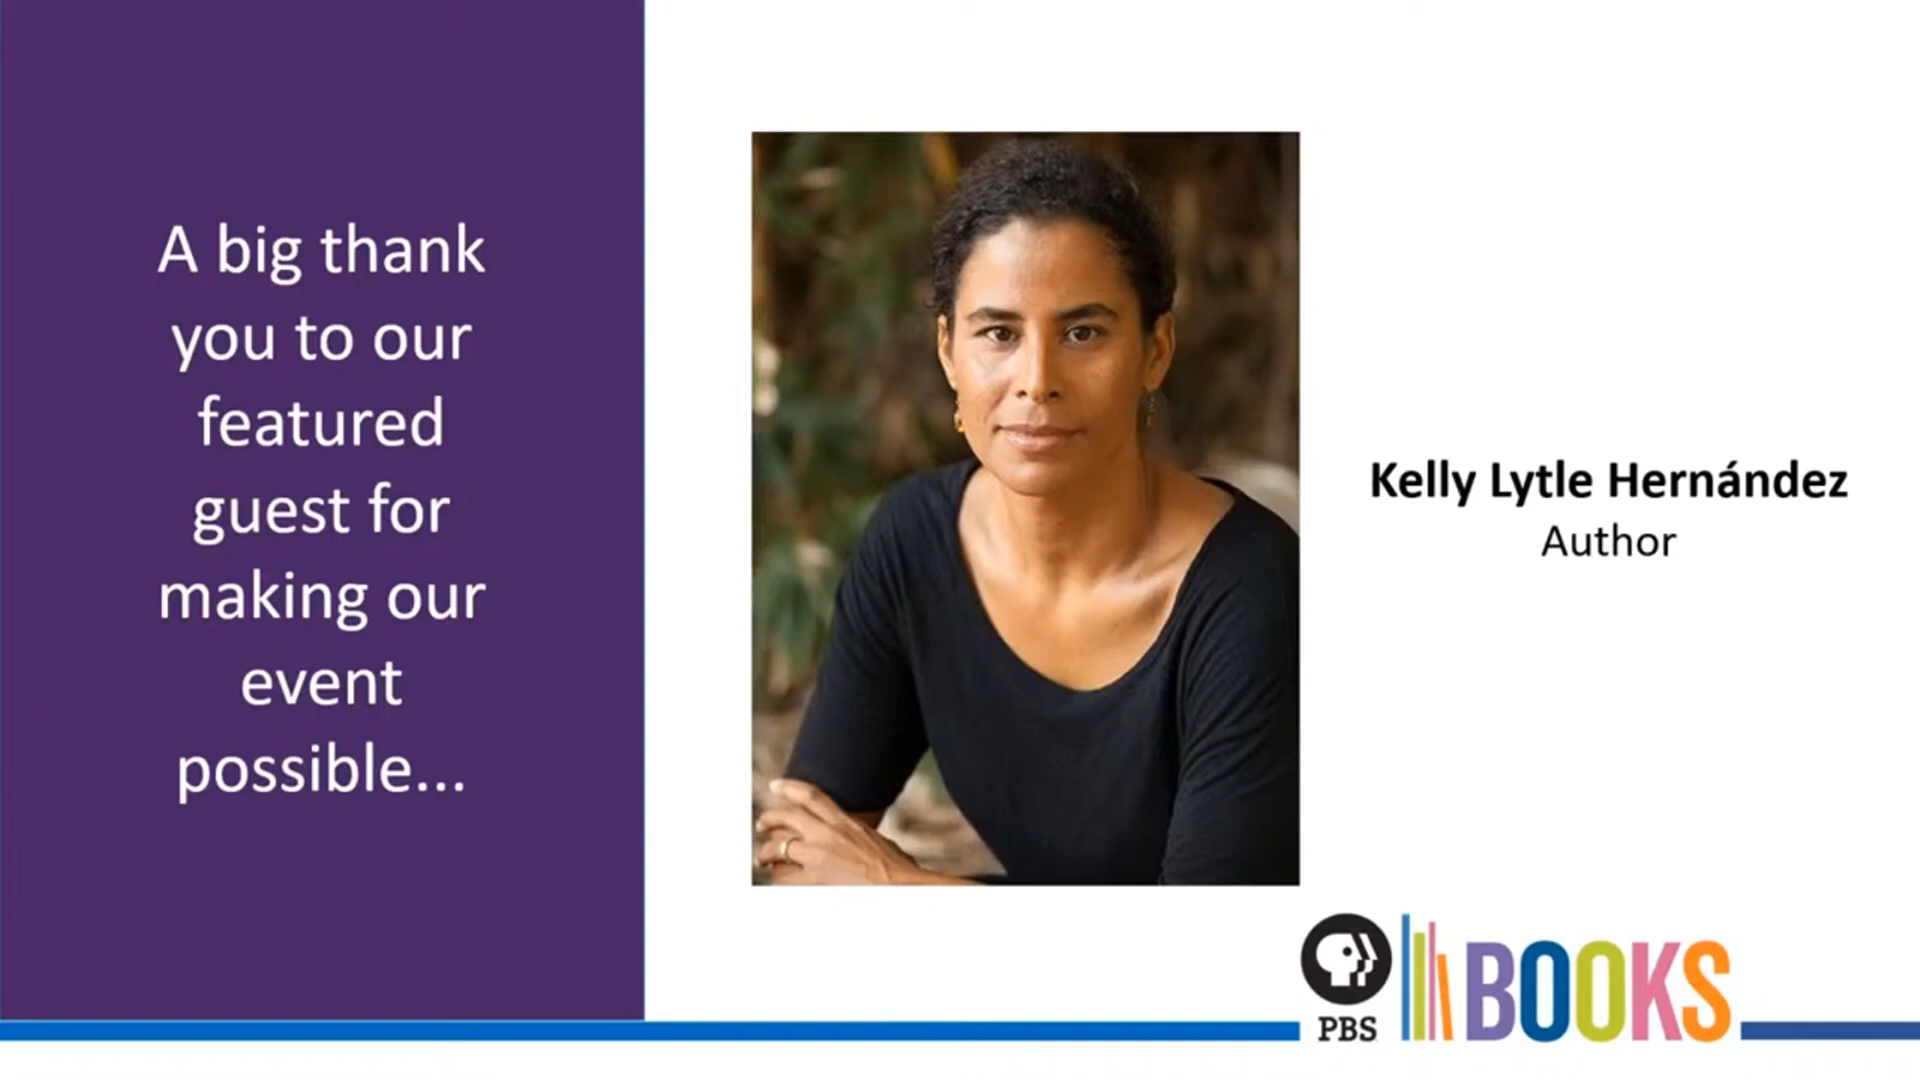 A big thank
you to our
featured
guest for
making our
event
possible...
Kelly Lytle Hernández
Author
PBS
BOOKS